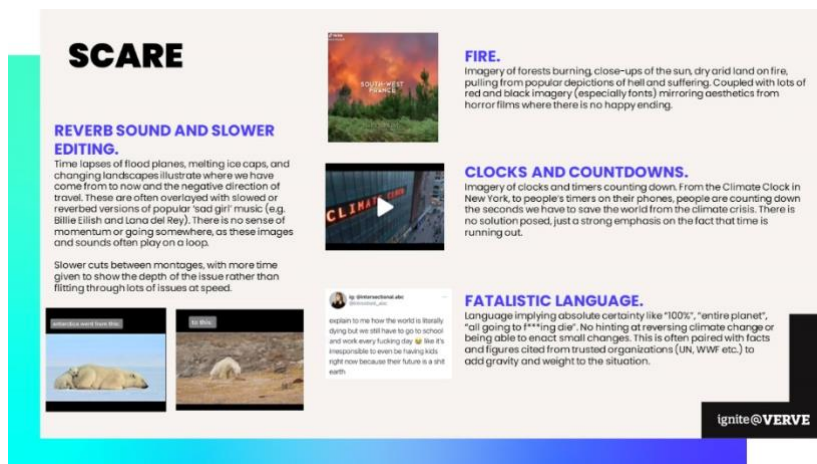 SCARE
REVERB SOUND AND SLOWER
EDITING.
Time lapses of flood planes, melting ice caps, and
changing landscapes illustrate where we have
come from to now and the negative direction of
travel. These are often overlayed with slowed or
reverbed versions of popular 'sad girl' music (e.g.
Billie Eilish and Lana del Rey). There is no sense of
momentum or going somewhere, as these images
and sounds often play on a loop.
Slower cuts between montages, with more time
given to show the depth of the issue rather than
flitting through lots of issues at speed.
antarctica went from this:
to this:
SOUTH-WEST
FRANCE
CLIMATE CLOCK
explain to me how the world is literally
dying but we still have to go to school
and work every fucking day 😭 like it's
irresponsible to even be having kids
right now because their future is a shit
earth
FIRE.
Imagery of forests burning, close-ups of the sun, dry arid land on fire,
pulling from popular depictions of hell and suffering. Coupled with lots of
red and black imagery (especially fonts) mirroring aesthetics from
horror films where there is no happy ending.
CLOCKS AND COUNTDOWNS.
Imagery of clocks and timers counting down. From the Climate Clock in
New York, to people's timers on their phones, people are counting down
the seconds we have to save the world from the climate crisis. There is
no solution posed, just a strong emphasis on the fact that time is
running out.
FATALISTIC LANGUAGE.
Language implying absolute certainty like "100%", "entire planet",
"all going to f***ing die". No hinting at reversing climate change or
being able to enact small changes. This is often paired with facts
and figures cited from trusted organizations (UN, WWF etc.) to
add gravity and weight to the situation.
ignite@VERVE